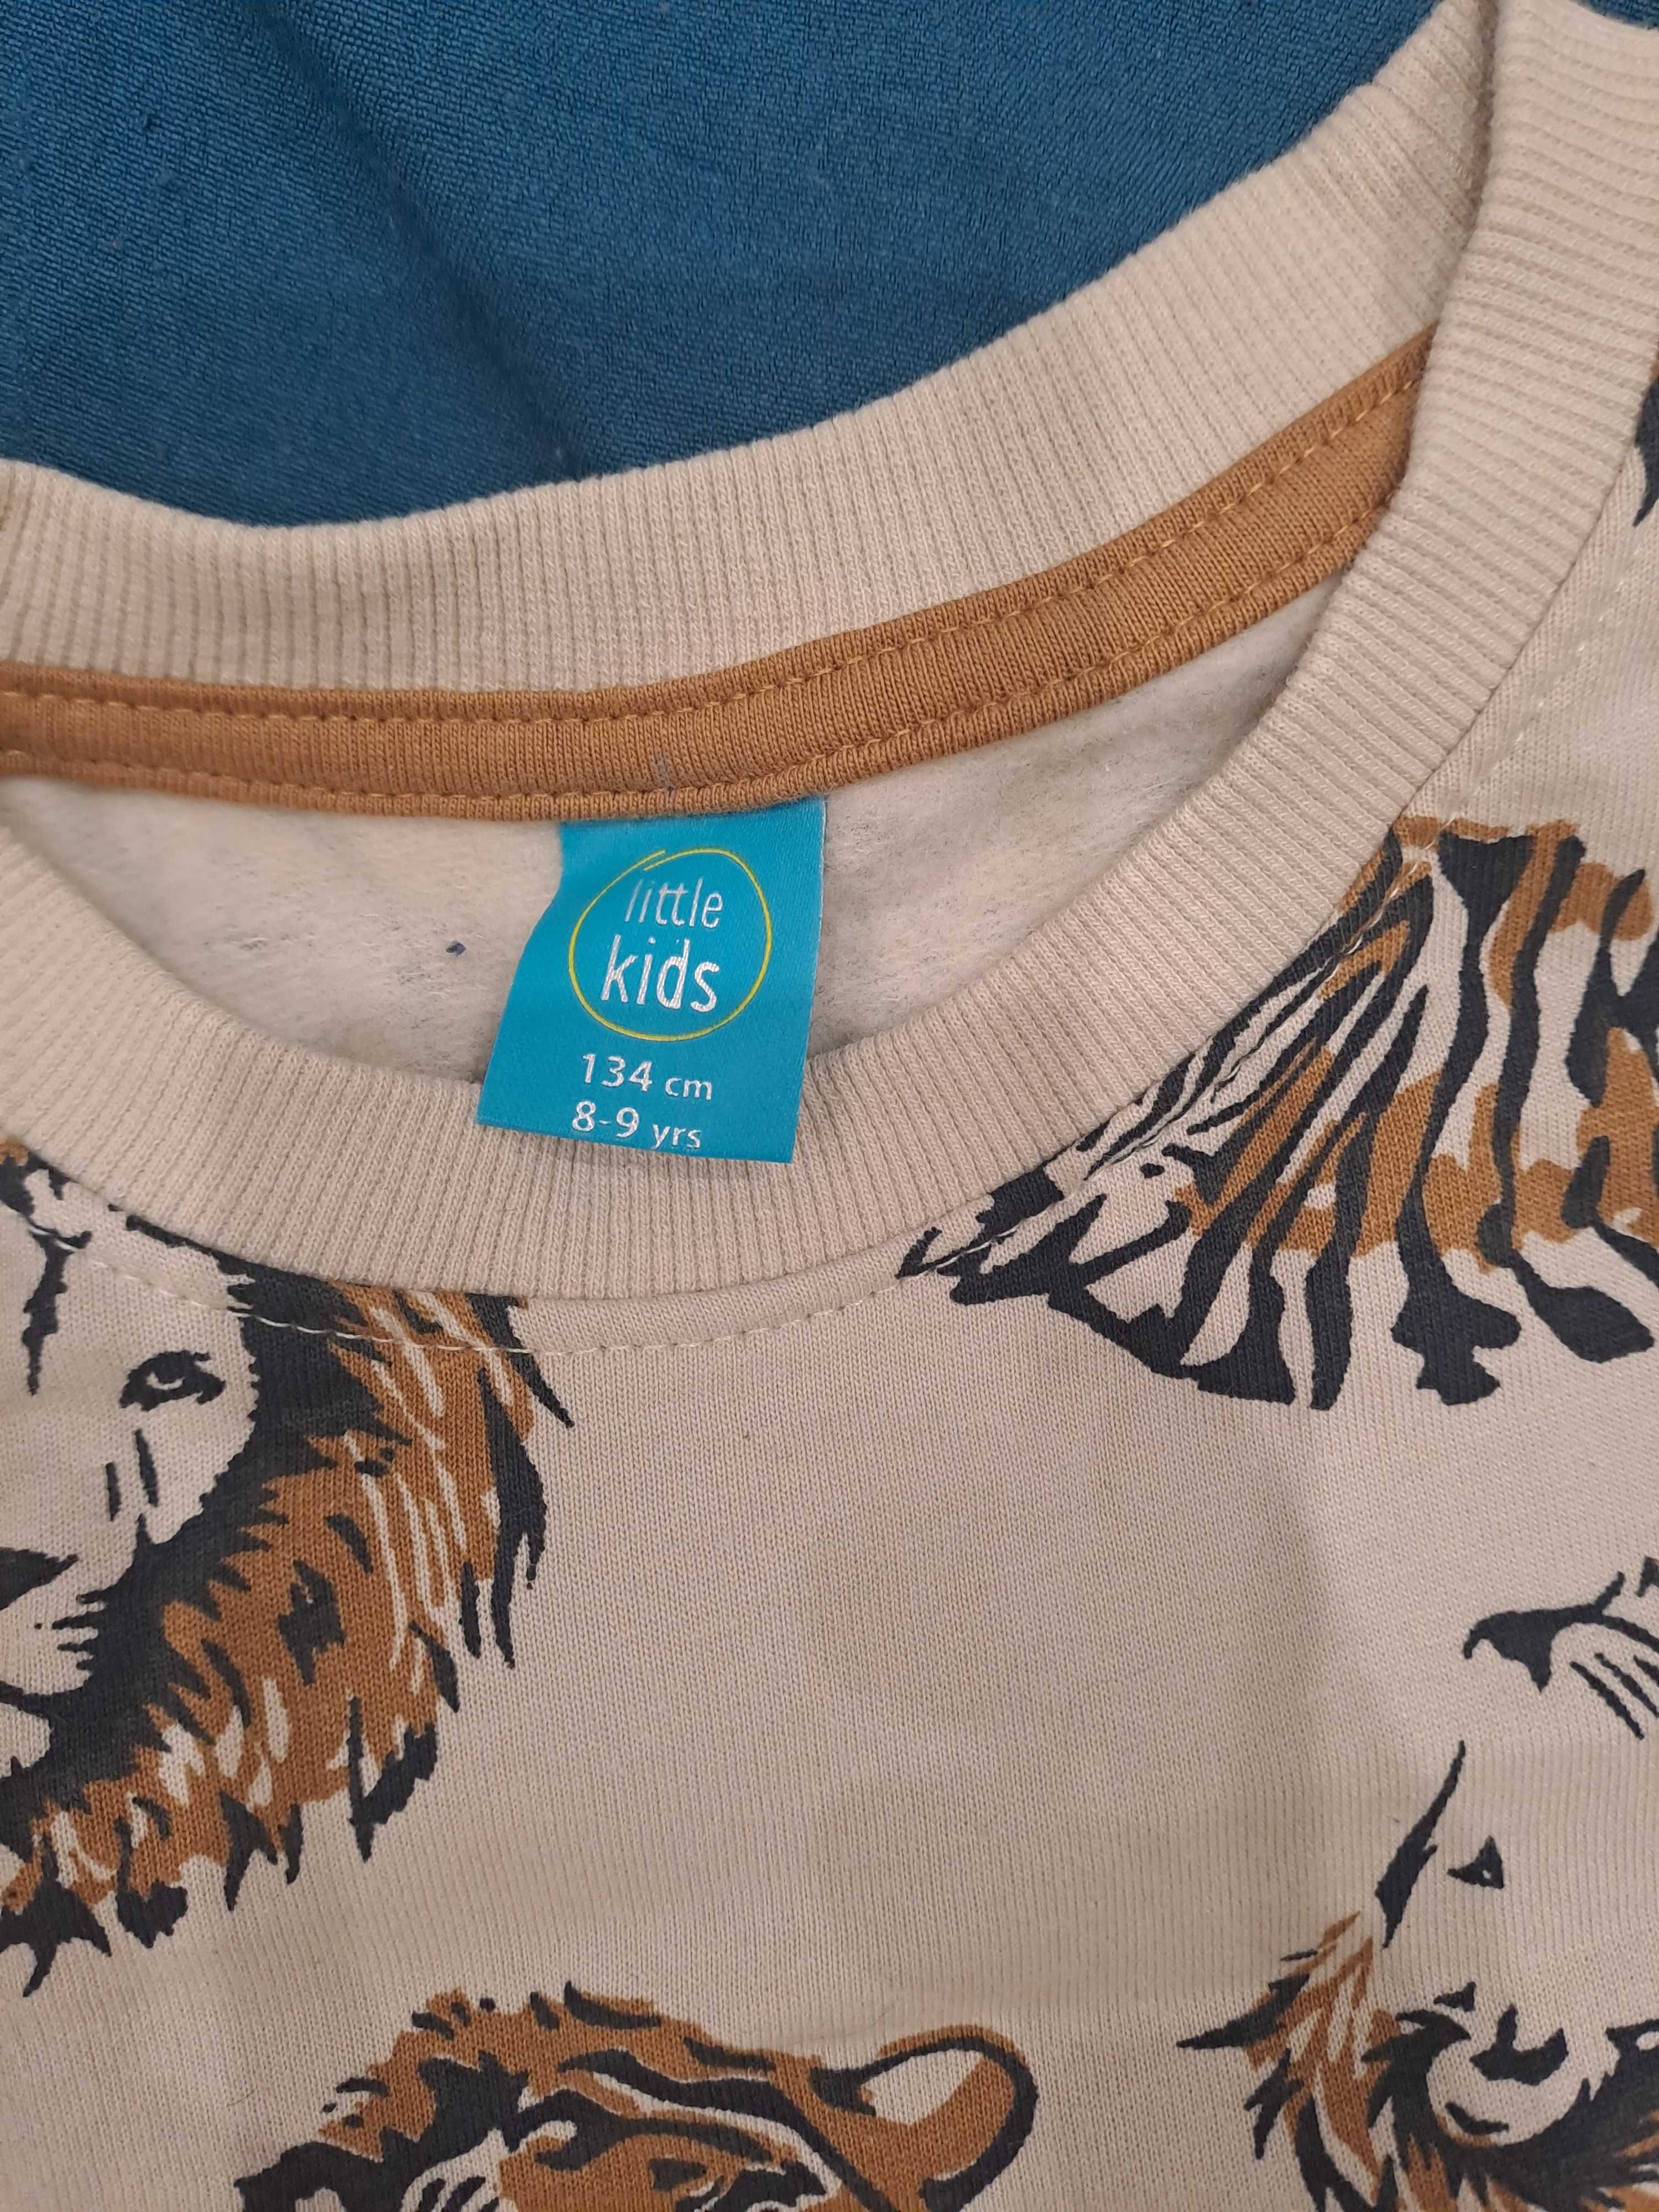 little
kids
134 cm
8-9 yrs